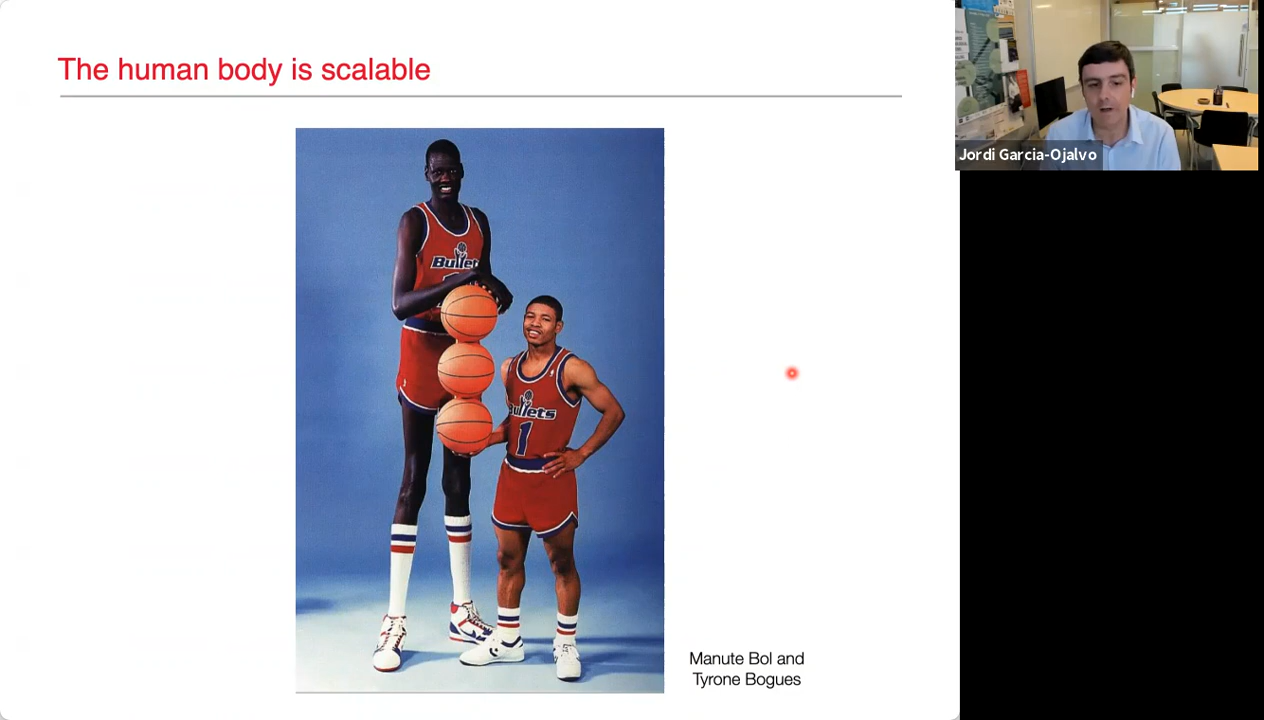 The human body is scalable
Jordi Garcia-Ojalvo
Bullets
Bullets
1
Manute Bol and
Tyrone Bogues